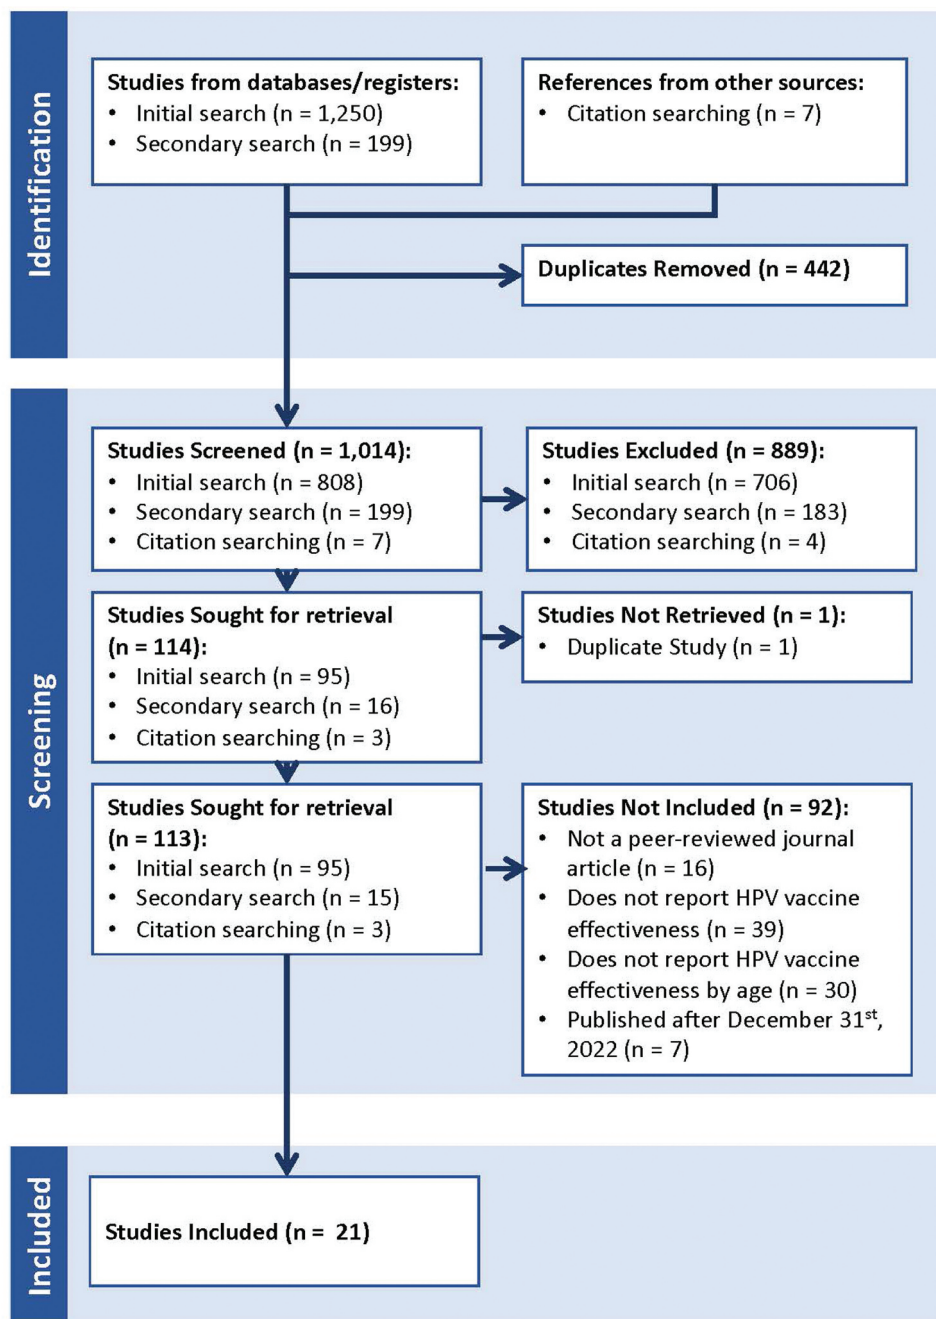 Identification
Studies from databases/registers:
• Initial search (n = 1,250)
• Secondary search (n = 199)
References from other sources:
• Citation searching (n = 7)
Duplicates Removed (n = 442)
Screening
Studies Screened (n = 1,014):
• Initial search (n = 808)
• Secondary search (n = 199)
• Citation searching (n = 7)
Studies Excluded (n = 889):
• Initial search (n = 706)
• Secondary search (n = 183)
• Citation searching (n = 4)
Studies Sought for retrieval
(n = 114):
• Initial search (n = 95)
• Secondary search (n = 16)
• Citation searching (n = 3)
Studies Not Retrieved (n = 1):
• Duplicate Study (n = 1)
Studies Sought for retrieval
(n = 113):
• Initial search (n = 95)
• Secondary search (n = 15)
• Citation searching (n = 3)
Studies Not Included (n = 92):
• Not a peer-reviewed journal
article (n = 16)
• Does not report HPV vaccine
effectiveness (n = 39)
• Does not report HPV vaccine
effectiveness by age (n = 30)
• Published after December 31st,
2022 (n = 7)
Included
Studies Included (n = 21)